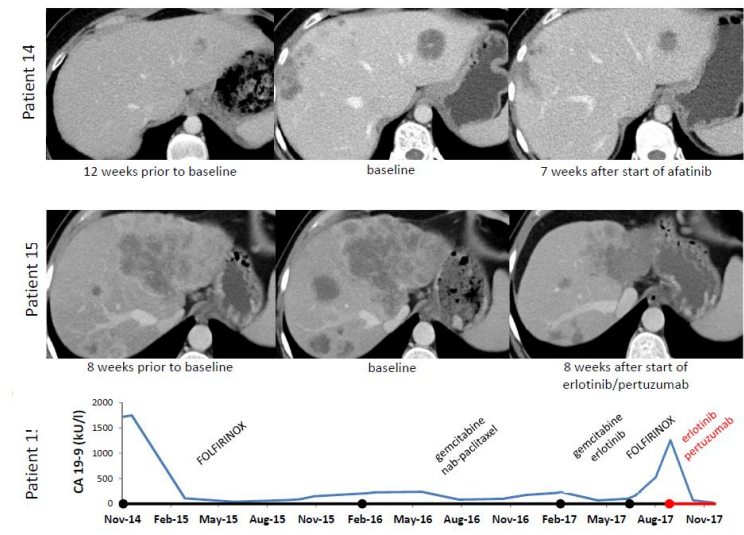 Patient 14
12 weeks prior to baseline
baseline
7 weeks after start of afatinib
Patient 15
8 weeks prior to baseline
baseline
8 weeks after start of
erlotinib/pertuzumab
Patient 1!
CA 19-9 (kU/l)
2000
1500
1000
500
0
FOLFIRINOX
gemcitabine
nab-paclitaxel
gemcitabine
erlotinib
FOLFIRINOX
erlotinib
pertuzumab
Nov-14 Feb-15 May-15 Aug-15 Nov-15 Feb-16 May-16 Aug-16 Nov-16 Feb-17 May-17 Aug-17 Nov-17